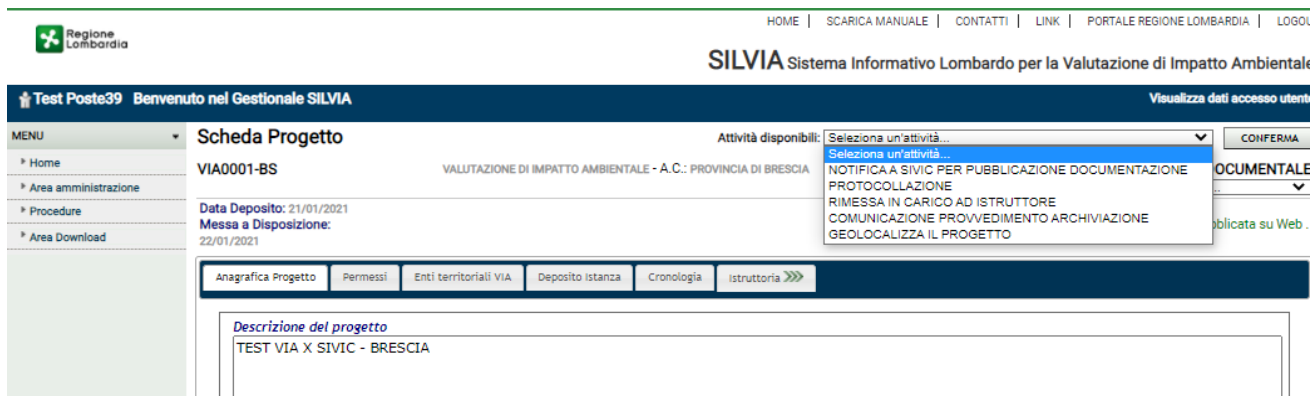 HOME | SCARICA MANUALE | CONTATTI | LINK | PORTALE REGIONE LOMBARDIA | LOGOU
Regione
Lombardia
SILVIA Sistema Informativo Lombardo per la Valutazione di Impatto Ambientale
Test Poste39 Benvenuto nel Gestionale SILVIA
Visualizza dati accesso utente
MENU
Home
Area amministrazione
Procedure
Area Download
Scheda Progetto
Attività disponibili: Seleziona un'attività... CONFERMA
Seleziona un'attività...
NOTIFICA A SIVIC PER PUBBLICAZIONE DOCUMENTAZIONE
PROTOCOLLAZIONE
RIMESSA IN CARICO AD ISTRUTTORE
COMUNICAZIONE PROVVEDIMENTO ARCHIVIAZIONE
GEOLOCALIZZA IL PROGETTO
VIA0001-BS
VALUTAZIONE DI IMPATTO AMBIENTALE - A.C.: PROVINCIA DI BRESCIA
OCUMENTALE
Data Deposito: 21/01/2021
Messa a Disposizione:
22/01/2021
bblicata su Web .
Anagrafica Progetto Permessi Enti territoriali VIA Deposito Istanza Cronologia Istruttoria
Descrizione del progetto
TEST VIA X SIVIC - BRESCIA